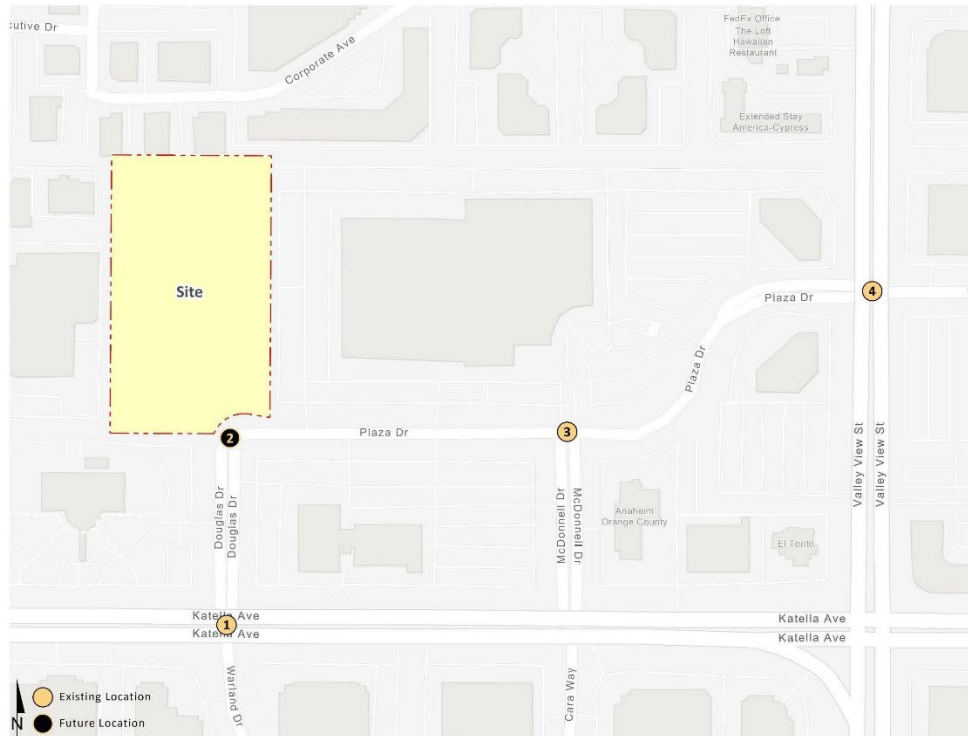 cutive Dr
Corporate Ave
FedEx Office
The Loft
Hawaiian
Restaurant
Extended Stay
America-Cypress
Site
4
Plaza Dr
Plaza Dr
2
Plaza Dr
3
Valley View St
Valley View St
Douglas Dr
Douglas Dr
McDonnell Dr
McDonnell Dr
Anaheim
Orange County
El Torito
Katella Ave
Katella Ave
1
Katella Ave
Katella Ave
Warland Dr
Cara Way
N
Existing Location
Future Location